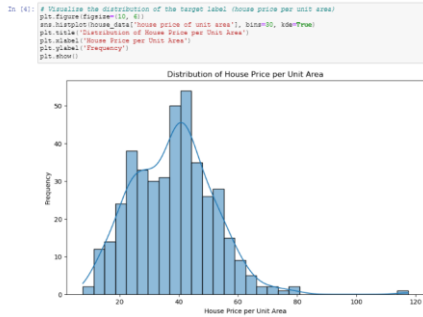 In [4]: # Visualize the distribution of the target label (house price per unit area)
plt.figure(figsize=(10, 6))
sns.histplot(house_data['house price of unit area'], bins=30, kde=True)
plt.title('Distribution of House Price per Unit Area')
plt.xlabel('House Price per Unit Area')
plt.ylabel('Frequency')
plt.show()
Distribution of House Price per Unit Area
50
40
30
20
10
0
Frequency
20 40 60 80 100 120
House Price per Unit Area